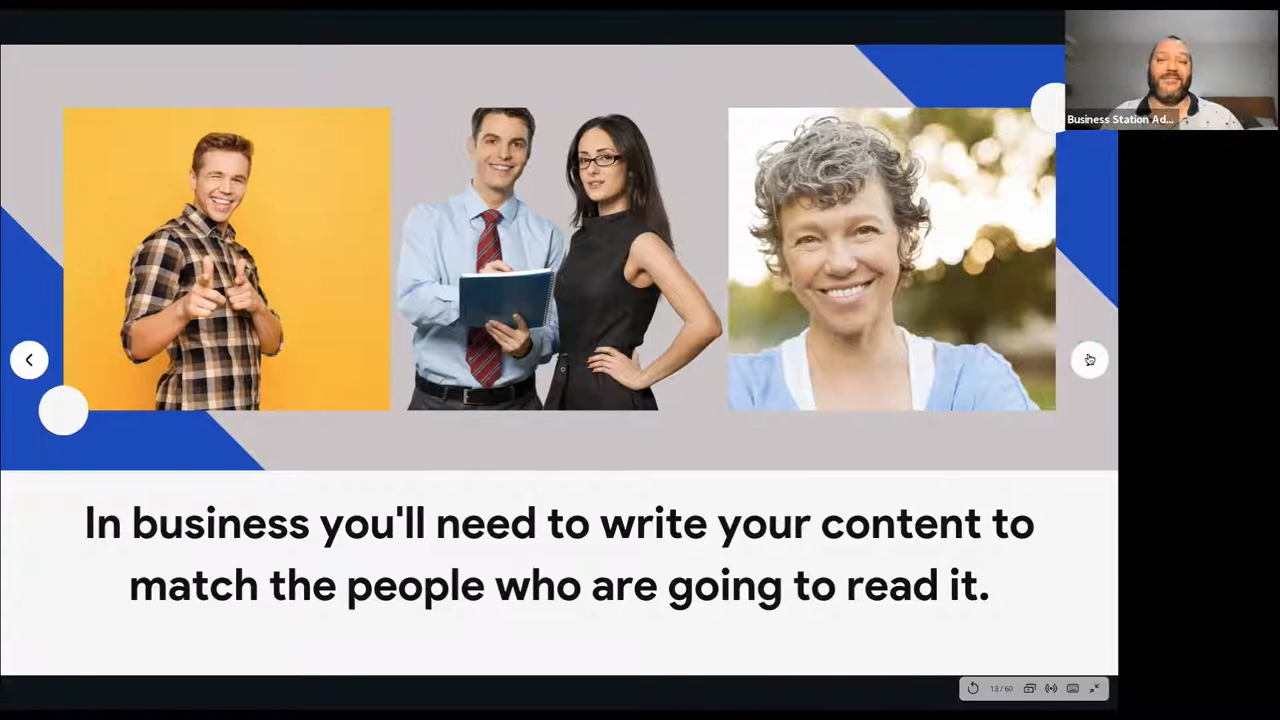 Business Station Ad...
In business you'll need to write your content to
match the people who are going to read it.
13 / 60